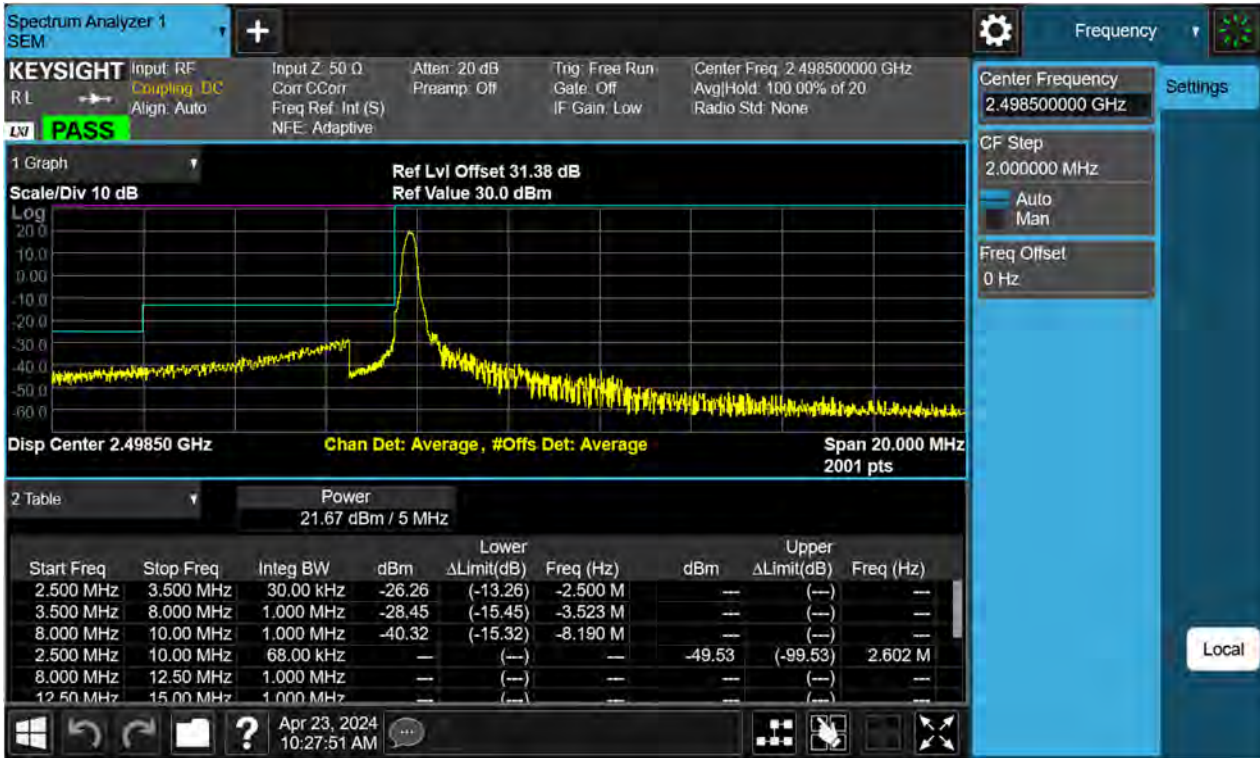 Spectrum Analyzer 1
SEM
+
Frequency
KEYSIGHT
R L
LXI
PASS
Input: RF
Coupling: DC
Align: Auto
Input Z: 50 Ω
Corr CCorr
Freq Ref: Int (S)
NFE: Adaptive
Atten: 20 dB
Preamp: Off
Trig: Free Run
Gate: Off
IF Gain: Low
Center Freq: 2.498500000 GHz
Avg|Hold: 100.00% of 20
Radio Std: None
Center Frequency
2.498500000 GHz
Settings
CF Step
2.000000 MHz
Auto
Man
Freq Offset
0 Hz
Local
1 Graph
Scale/Div 10 dB
Ref Lvl Offset 31.38 dB
Ref Value 30.0 dBm
Log
20.0
10.0
0.00
-10.0
-20.0
-30.0
-40.0
-50.0
-60.0
Disp Center 2.49850 GHz
Chan Det: Average , #Offs Det: Average
Span 20.000 MHz
2001 pts
2 Table
Power
21.67 dBm / 5 MHz
Lower Upper
Start Freq Stop Freq Integ BW dBm ΔLimit(dB) Freq (Hz) dBm ΔLimit(dB) Freq (Hz)
2.500 MHz 3.500 MHz 30.00 kHz -26.26 (-13.26) -2.500 M --- (---) ---
3.500 MHz 8.000 MHz 1.000 MHz -28.45 (-15.45) -3.523 M --- (---) ---
8.000 MHz 10.00 MHz 1.000 MHz -40.32 (-15.32) -8.190 M --- (---) ---
2.500 MHz 10.00 MHz 68.00 kHz --- (---) --- -49.53 (-99.53) 2.602 M
8.000 MHz 12.50 MHz 1.000 MHz --- (---) --- --- (---) ---
12.50 MHz 15.00 MHz 1.000 MHz --- (---) --- --- (---) ---
?
Apr 23, 2024
10:27:51 AM